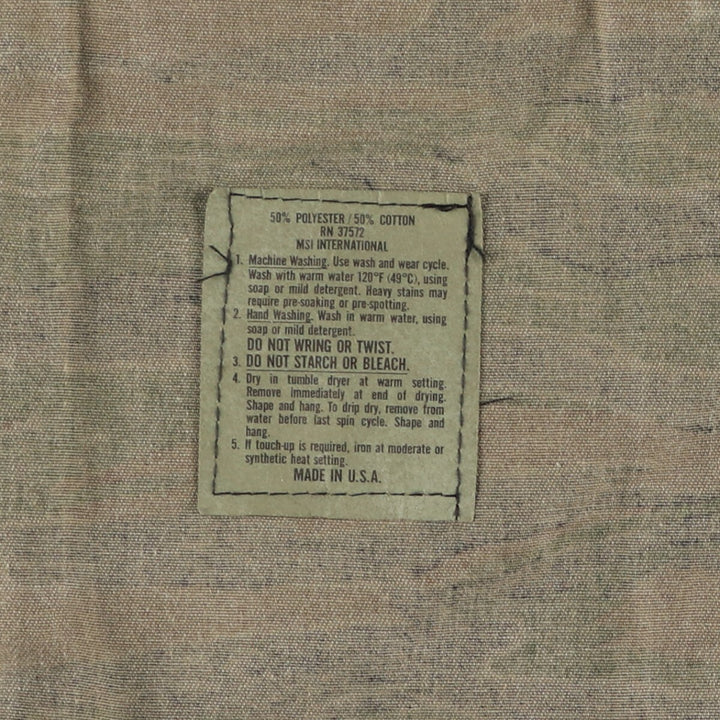 50% POLYESTER / 50% COTTON
RN 37572
MSI INTERNATIONAL
1. Machine Washing. Use wash and wear cycle.
Wash with warm water 120°F (49°C), using
soap or mild detergent. Heavy stains may
require pre-soaking or pre-spotting.
2. Hand Washing. Wash in warm water, using
soap or mild detergent.
DO NOT WRING OR TWIST.
3. DO NOT STARCH OR BLEACH.
4. Dry in tumble dryer at warm setting.
Remove immediately at end of drying.
Shape and hang. To drip dry, remove from
water before last spin cycle. Shape and
hang.
5. If touch-up is required, iron at moderate or
synthetic heat setting.
MADE IN U.S.A.